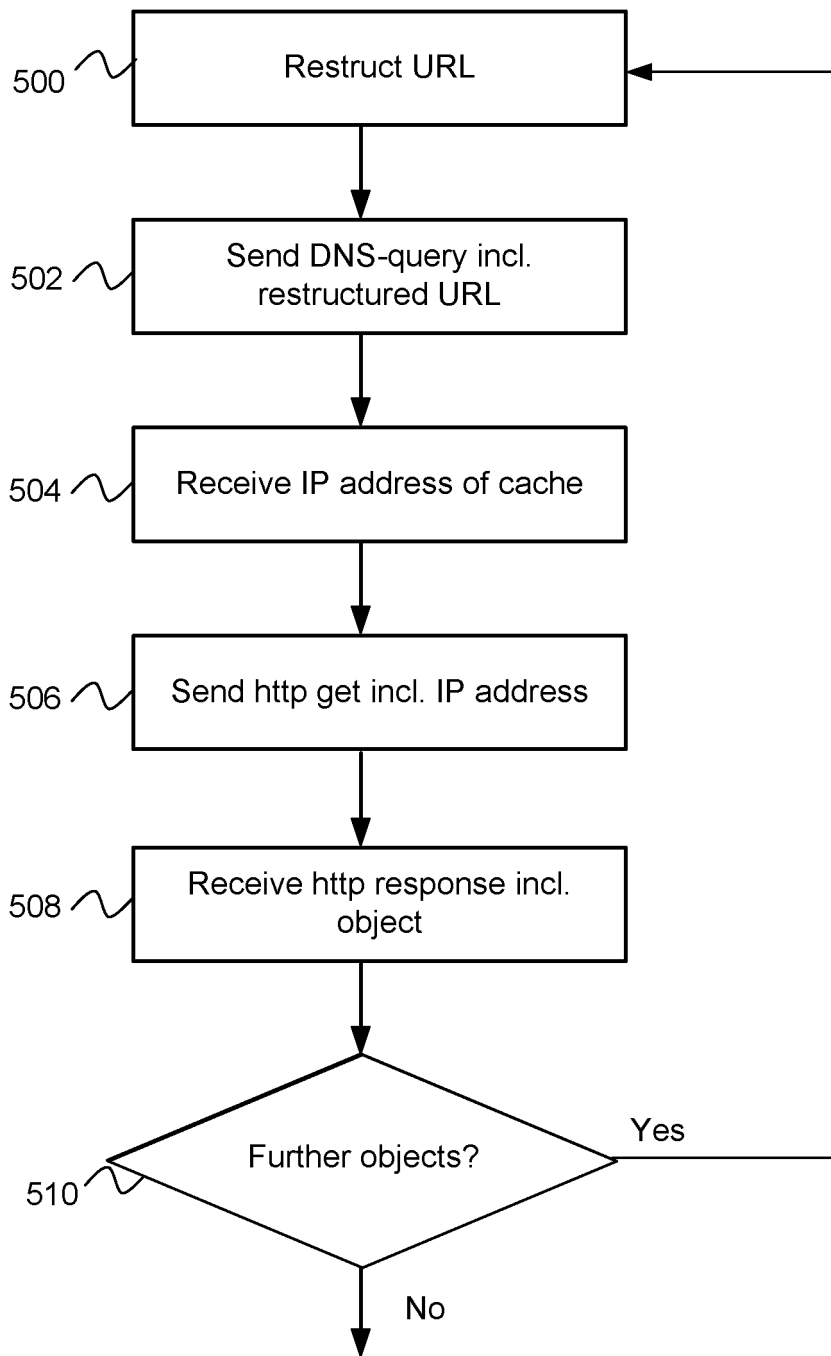 500
Restruct URL
502
Send DNS-query incl.
restructured URL
504
Receive IP address of cache
506
Send http get incl. IP address
508
Receive http response incl.
object
510
Further objects?
Yes
No